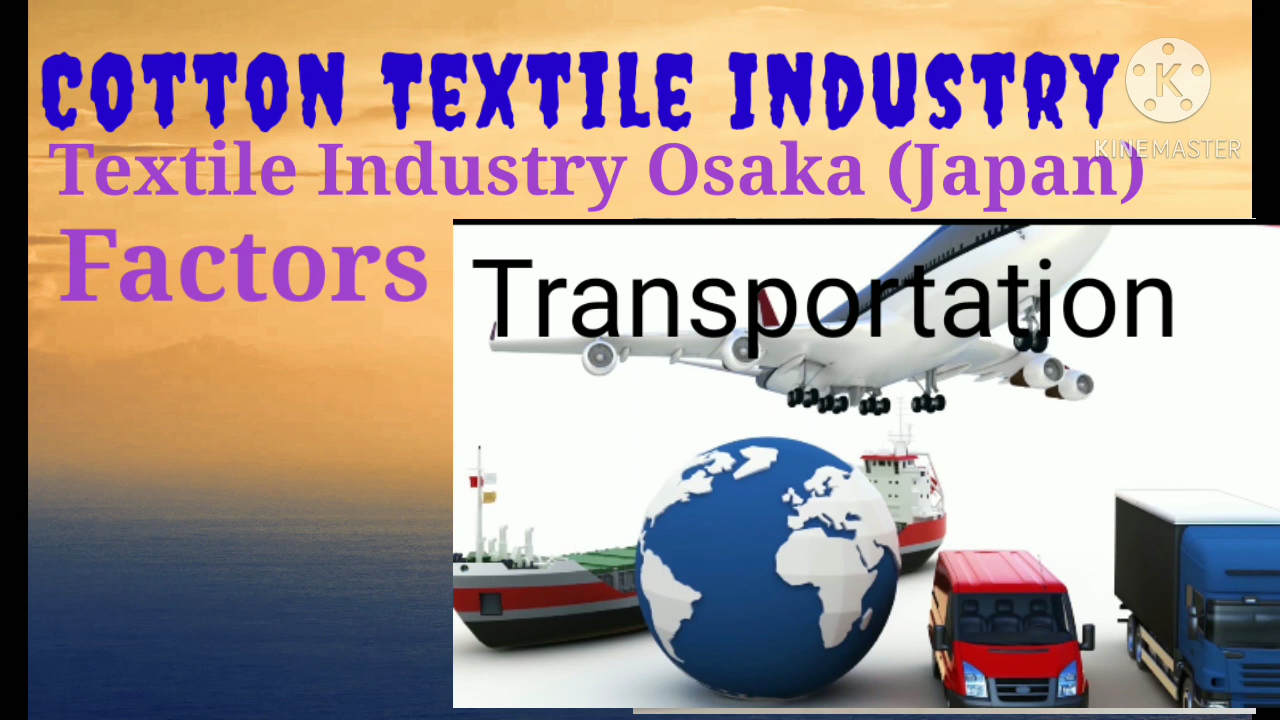 COTTON TEXTILE INDUSTRY
K
KINEMASTER
Textile Industry Osaka (Japan)
Factors
Transportation